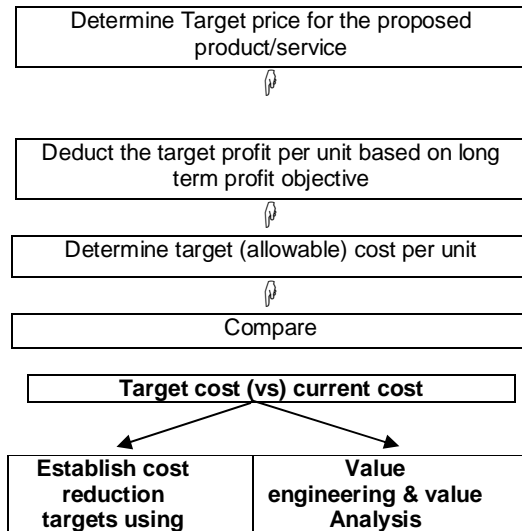 Determine Target price for the proposed
product/service
Deduct the target profit per unit based on long
term profit objective
Determine target (allowable) cost per unit
Compare
Target cost (vs) current cost
Establish cost
reduction
targets using
Value
engineering & value
Analysis